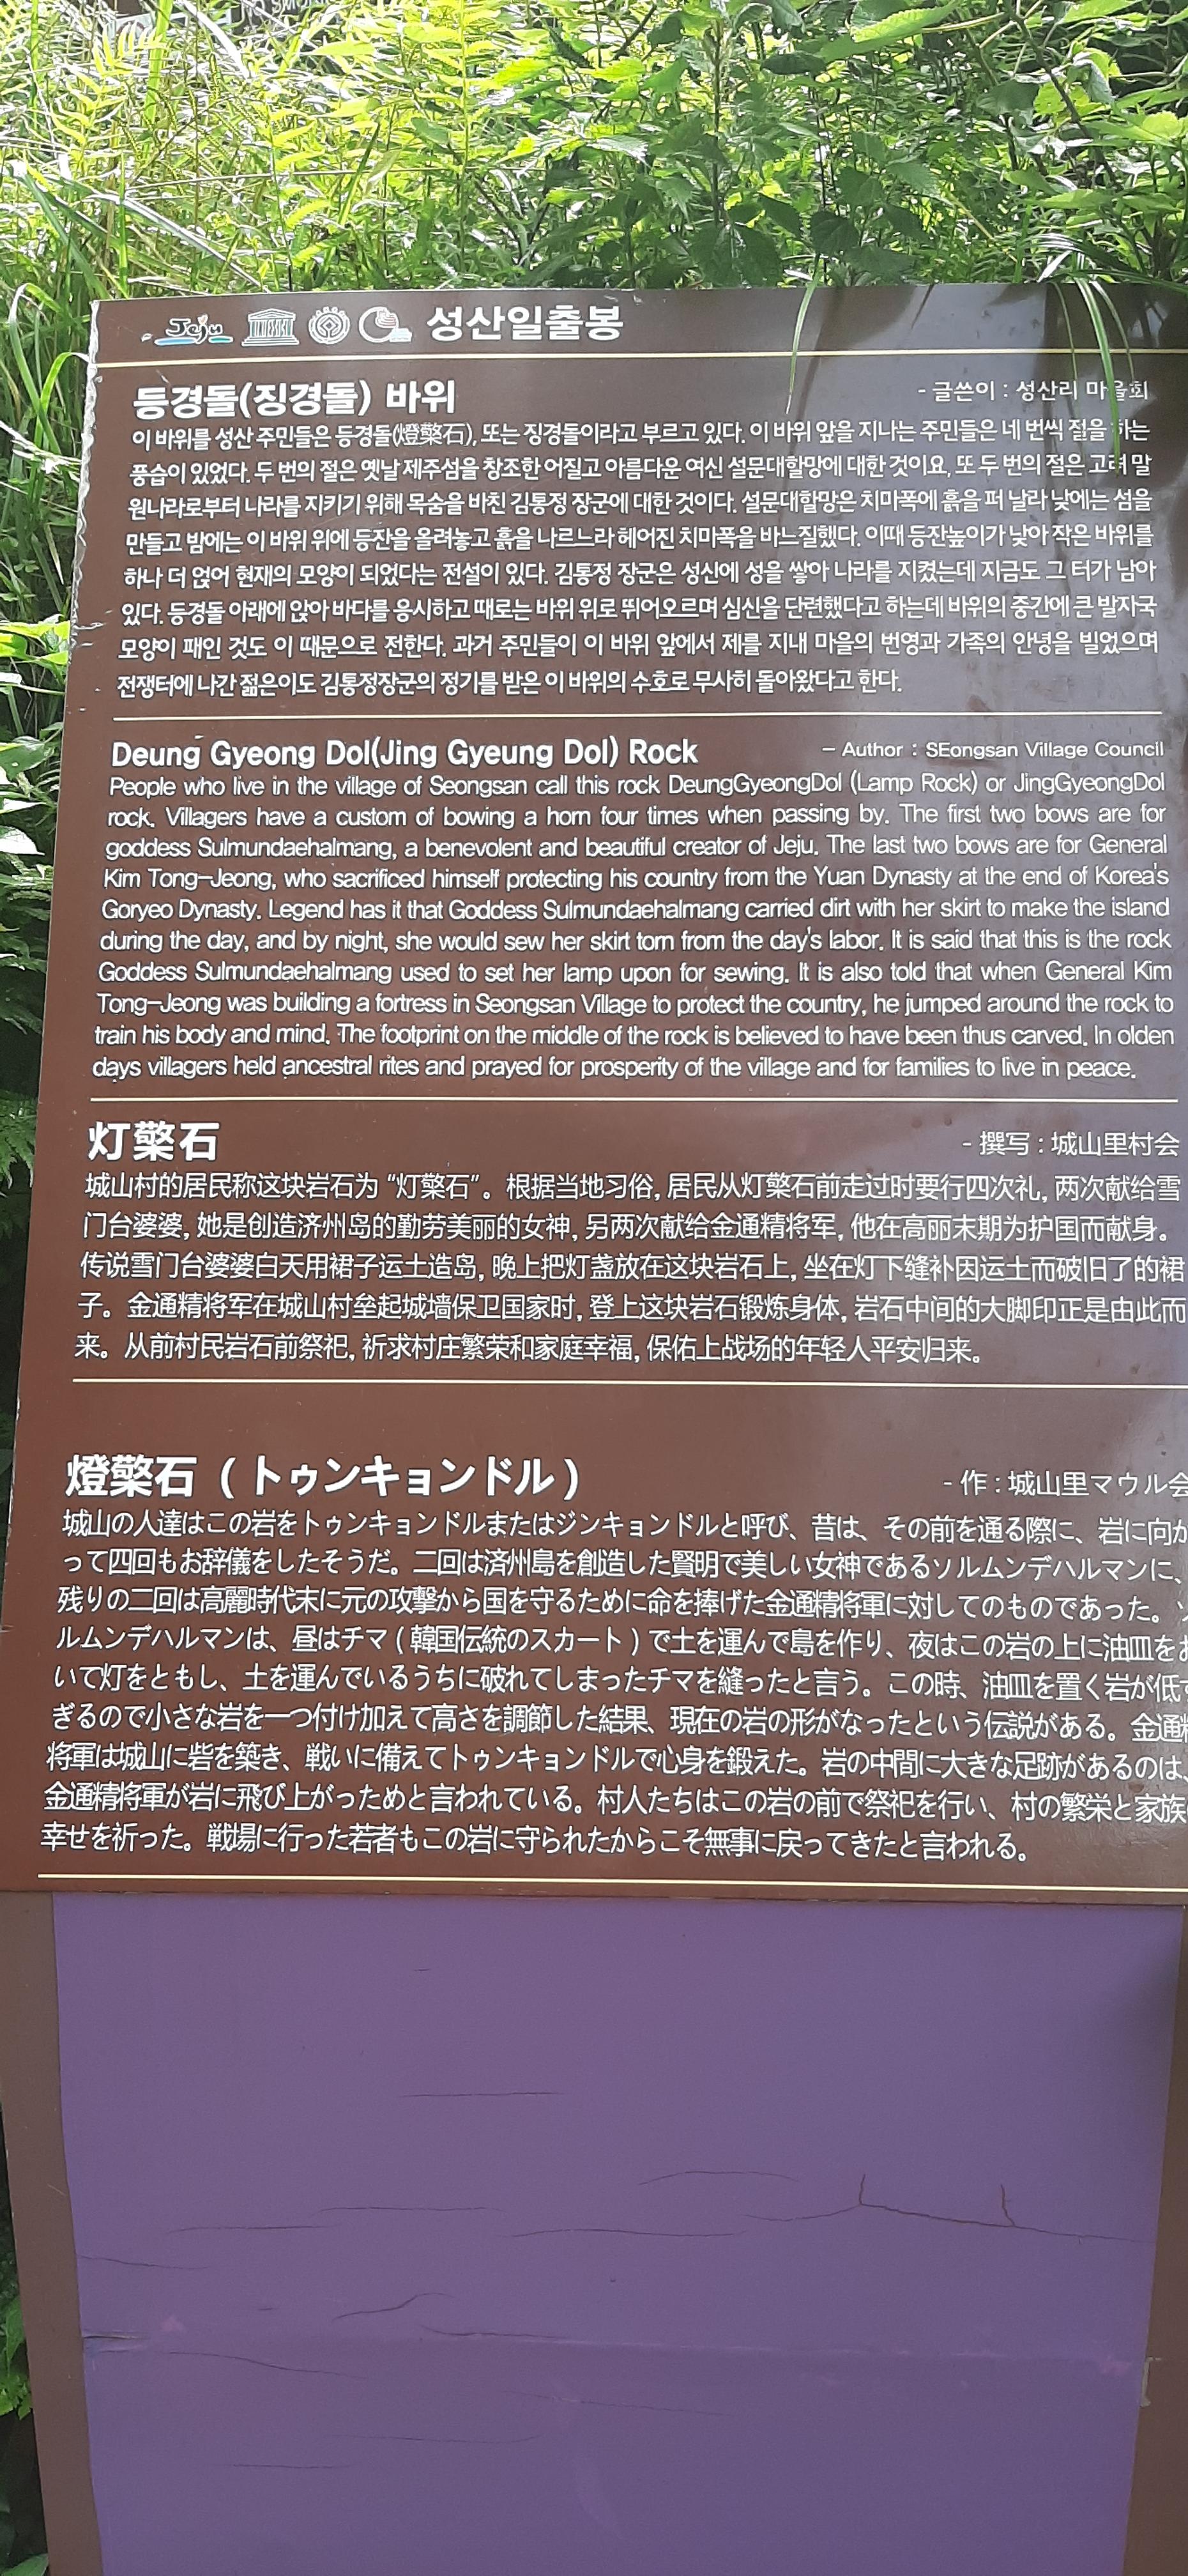 Jeju 성산일출봉
등경돌(징경돌) 바위 - 글쓴이 : 성산리 마을회
이 바위를 성산 주민들은 등경돌(燈檠石), 또는 징경돌이라고 부르고 있다. 이 바위 앞을 지나는 주민들은 네 번씩 절을 하는
풍습이 있었다. 두 번의 절은 옛날 제주섬을 창조한 어질고 아름다운 여신 설문대할망에 대한 것이요, 또 두 번의 절은 고려 말
원나라로부터 나라를 지키기 위해 목숨을 바친 김통정 장군에 대한 것이다. 설문대할망은 치마폭에 흙을 퍼 날라 낮에는 섬을
만들고 밤에는 이 바위 위에 등잔을 올려놓고 흙을 나르느라 헤어진 치마폭을 바느질했다. 이때 등잔높이가 낮아 작은 바위를
하나 더 얹어 현재의 모양이 되었다는 전설이 있다. 김통정 장군은 성산에 성을 쌓아 나라를 지켰는데 지금도 그 터가 남아
있다. 등경돌 아래에 앉아 바다를 응시하고 때로는 바위 위로 뛰어오르며 심신을 단련했다고 하는데 바위의 중간에 큰 발자국
모양이 패인 것도 이 때문으로 전한다. 과거 주민들이 이 바위 앞에서 제를 지내 마을의 번영과 가족의 안녕을 빌었으며
전쟁터에 나간 젊은이도 김통정장군의 정기를 받은 이 바위의 수호로 무사히 돌아왔다고 한다.
Deung Gyeong Dol(Jing Gyeung Dol) Rock – Author : SEongsan Village Council
People who live in the village of Seongsan call this rock DeungGyeongDol (Lamp Rock) or JingGyeongDol
rock. Villagers have a custom of bowing a horn four times when passing by. The first two bows are for
goddess Sulmundaehalmang, a benevolent and beautiful creator of Jeju. The last two bows are for General
Kim Tong-Jeong, who sacrificed himself protecting his country from the Yuan Dynasty at the end of Korea's
Goryeo Dynasty. Legend has it that Goddess Sulmundaehalmang carried dirt with her skirt to make the island
during the day, and by night, she would sew her skirt torn from the day's labor. It is said that this is the rock
Goddess Sulmundaehalmang used to set her lamp upon for sewing. It is also told that when General Kim
Tong-Jeong was building a fortress in Seongsan Village to protect the country, he jumped around the rock to
train his body and mind. The footprint on the middle of the rock is believed to have been thus carved. In olden
days villagers held ancestral rites and prayed for prosperity of the village and for families to live in peace.
灯檠石 - 撰写 : 城山里村会
城山村的居民称这块岩石为 “灯檠石”。根据当地习俗, 居民从灯檠石前走过时要行四次礼, 两次献给雪
门台婆婆, 她是创造济州岛的勤劳美丽的女神, 另两次献给金通精将军, 他在高丽末期为护国而献身。
传说雪门台婆婆白天用裙子运土造岛, 晚上把灯盏放在这块岩石上, 坐在灯下缝补因运土而破旧了的裙
子。金通精将军在城山村垒起城墙保卫国家时, 登上这块岩石锻炼身体, 岩石中间的大脚印正是由此而
来。从前村民岩石前祭祀, 祈求村庄繁荣和家庭幸福, 保佑上战场的年轻人平安归来。
燈檠石 ( トゥンキョンドル ) - 作 : 城山里マウル会
城山の人達はこの岩をトゥンキョンドルまたはジンキョンドルと呼び、昔は、その前を通る際に、岩に向か
って四回もお辞儀をしたそうだ。二回は済州島を創造した賢明で美しい女神であるソルムンデハルマンに、
残りの二回は高麗時代末に元の攻撃から国を守るために命を捧げた金通精将軍に対してのものであった。ソ
ルムンデハルマンは、昼はチマ ( 韓国伝統のスカート ) で土を運んで島を作り、夜はこの岩の上に油皿をお
いて灯をともし、土を運んでいるうちに破れてしまったチマを縫ったと言う。この時、油皿を置く岩が低す
ぎるので小さな岩を一つ付け加えて高さを調節した結果、現在の岩の形がなったという伝説がある。金通精
将軍は城山に砦を築き、戦いに備えてトゥンキョンドルで心身を鍛えた。岩の中間に大きな足跡があるのは、
金通精将軍が岩に飛び上がっためと言われている。村人たちはこの岩の前で祭祀を行い、村の繁栄と家族
幸せを祈った。戦場に行った若者もこの岩に守られたからこそ無事に戻ってきたと言われる。